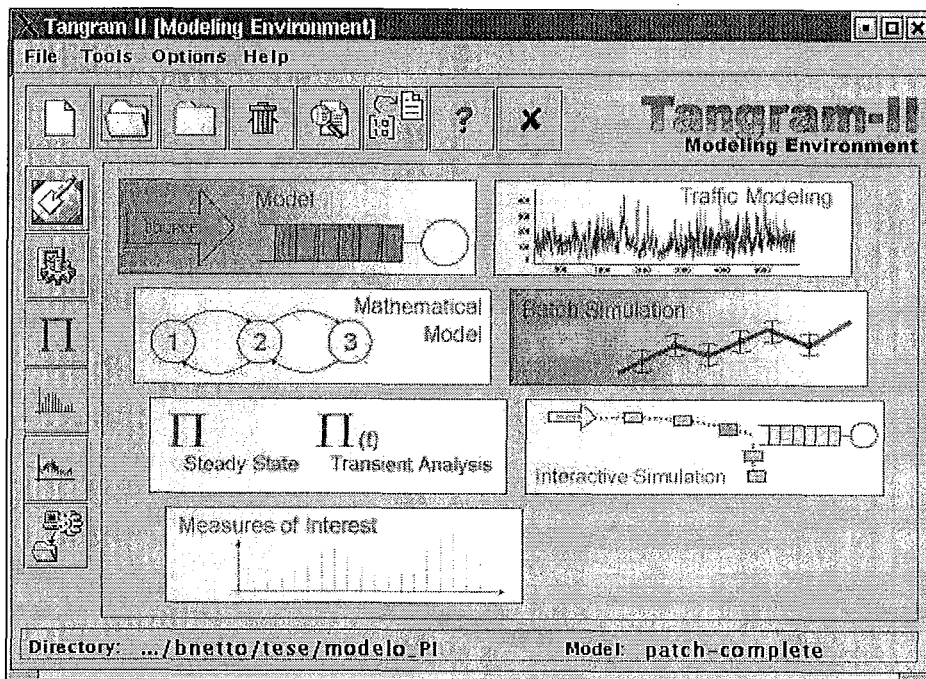 Tangram II [Modeling Environment]
File Tools Options Help
Tangram-II
Modeling Environment
Model
SOURCE
Traffic Modeling
Mathematical
Model
1 2 3
Batch Simulation
Π Π(t)
Steady State Transient Analysis
Interactive Simulation
Measures of Interest
Directory: .../bnetto/tese/modelo_PI Model: patch-complete